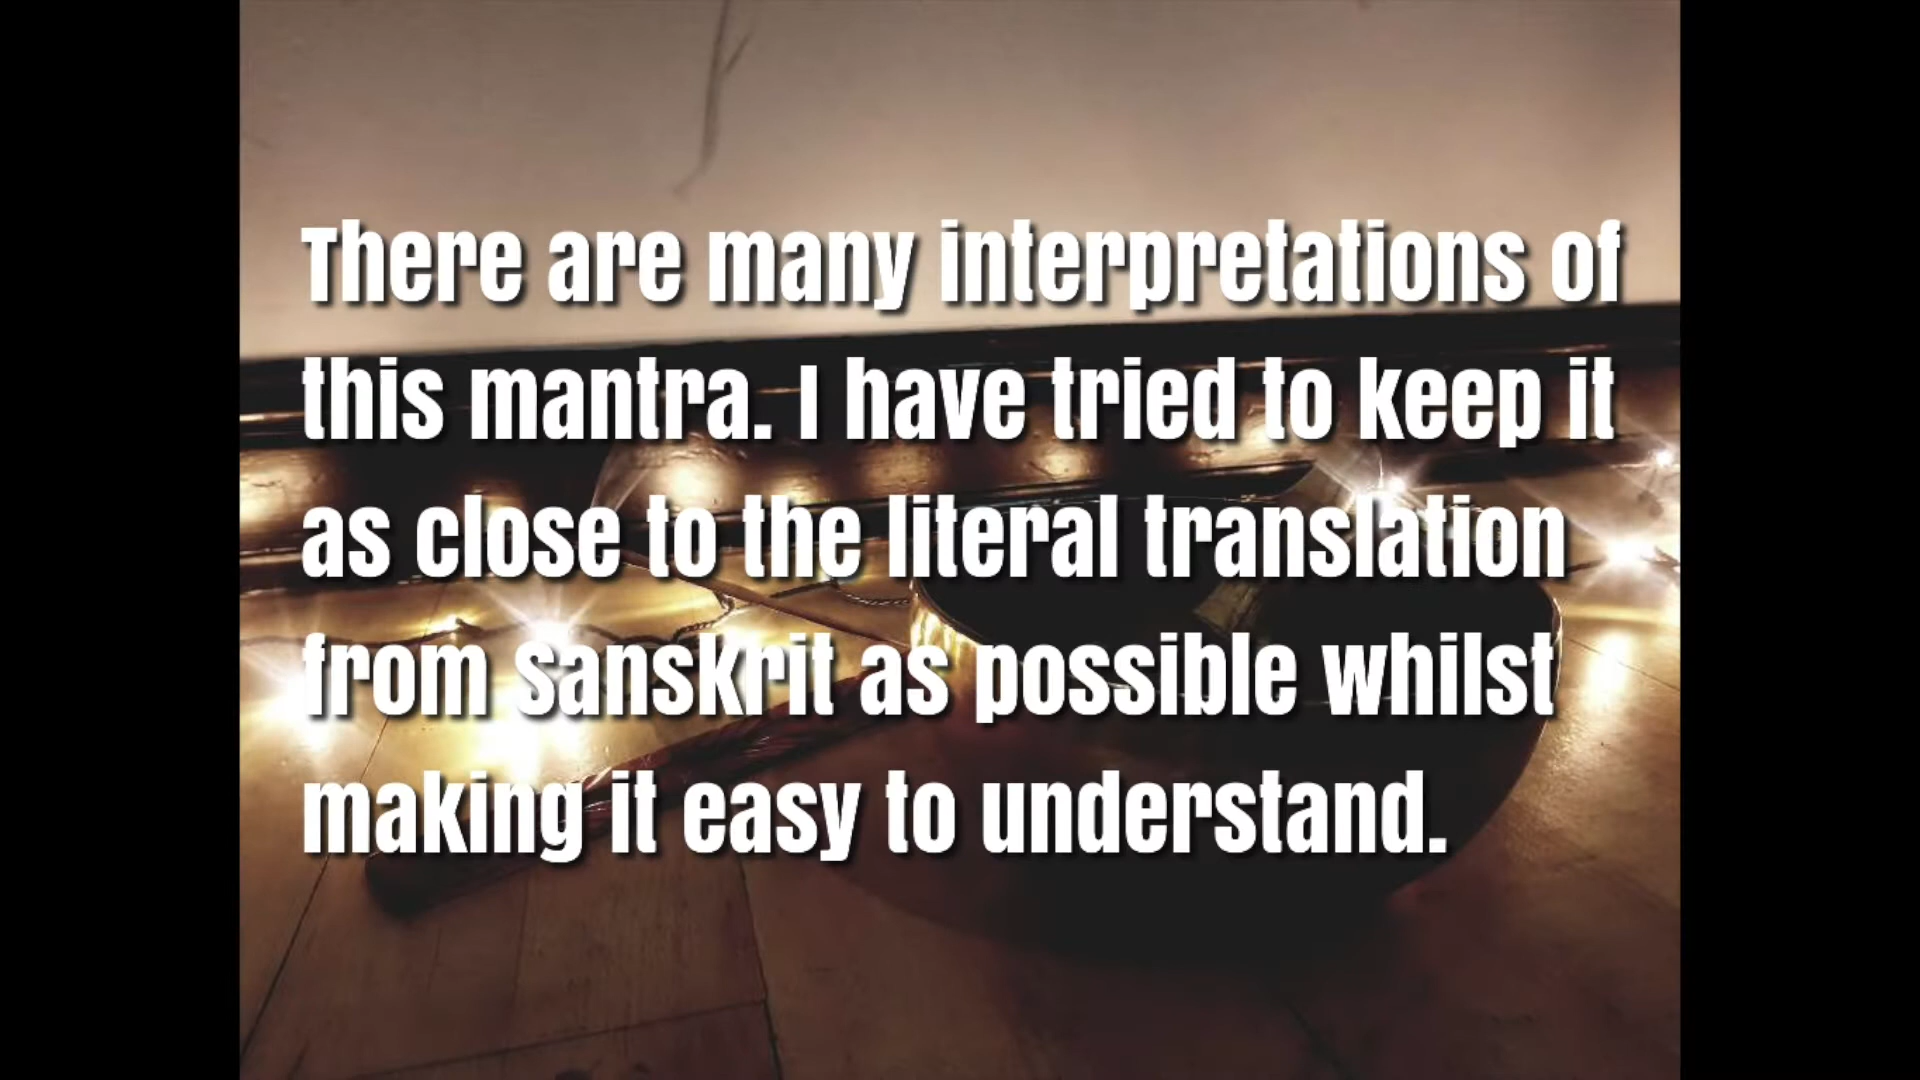 There are many interpretations of
this mantra. I have tried to keep it
as close to the literal translation
from Sanskrit as possible whilst
making it easy to understand.